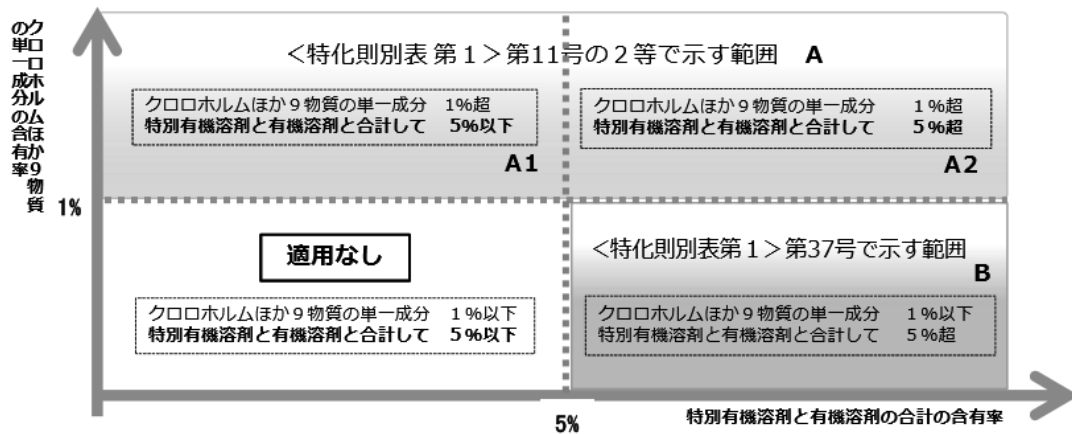 クロロホルムほか９物質
の単一成分の含有率
＜特化則別表 第１＞第11号の２等で示す範囲 A
クロロホルムほか９物質の単一成分 1%超
特別有機溶剤と有機溶剤と合計して 5%以下
A1
クロロホルムほか９物質の単一成分 １%超
特別有機溶剤と有機溶剤と合計して ５%超
A2
1%
適用なし
クロロホルムほか９物質の単一成分 １%以下
特別有機溶剤と有機溶剤と合計して ５%以下
＜特化則別表第１＞第37号で示す範囲
B
クロロホルムほか９物質の単一成分 １%以下
特別有機溶剤と有機溶剤と合計して ５%超
5%
特別有機溶剤と有機溶剤の合計の含有率